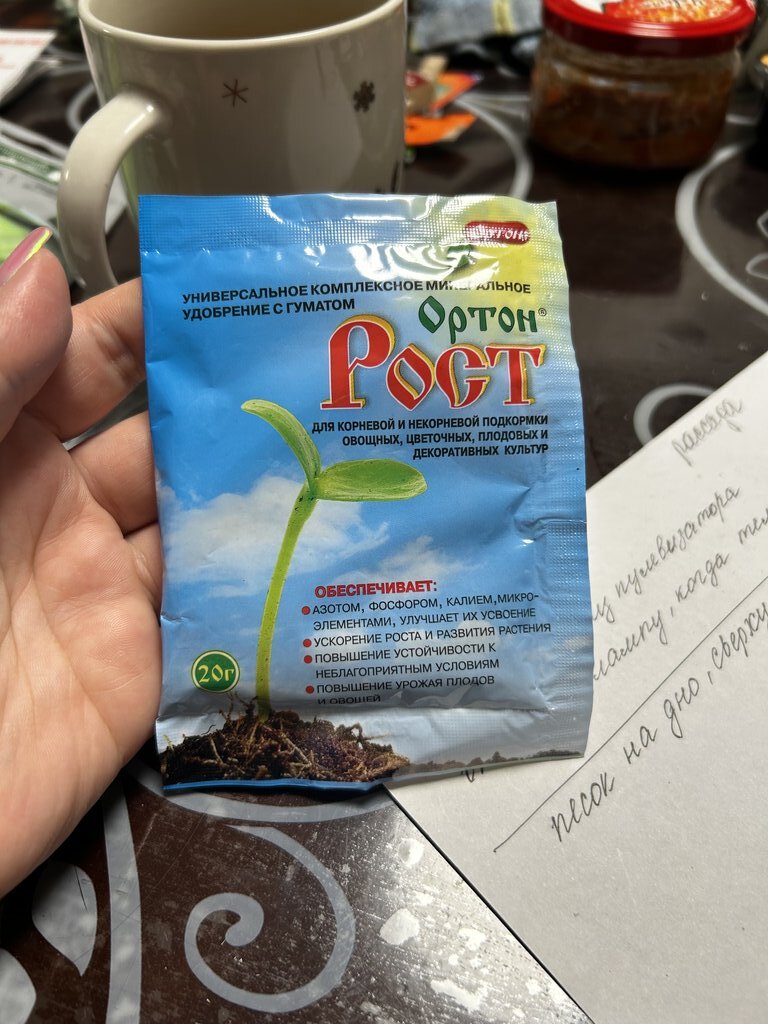 УНИВЕРСАЛЬНОЕ КОМПЛЕКСНОЕ МИНЕРАЛЬНОЕ
УДОБРЕНИЕ С ГУМАТОМ
Ортон®
РОСТ
ДЛЯ КОРНЕВОЙ И НЕКОРНЕВОЙ ПОДКОРМКИ
ОВОЩНЫХ, ЦВЕТОЧНЫХ, ПЛОДОВЫХ И
ДЕКОРАТИВНЫХ КУЛЬТУР
ОБЕСПЕЧИВАЕТ:
АЗОТОМ, ФОСФОРОМ, КАЛИЕМ, МИКРО-
ЭЛЕМЕНТАМИ, УЛУЧШАЕТ ИХ УСВОЕНИЕ
УСКОРЕНИЕ РОСТА И РАЗВИТИЯ РАСТЕНИЯ
ПОВЫШЕНИЕ УСТОЙЧИВОСТИ К
НЕБЛАГОПРИЯТНЫМ УСЛОВИЯМ
ПОВЫШЕНИЕ УРОЖАЯ ПЛОДОВ
И ОВОЩЕЙ
20г
рассада
пулевизатора
лампу, когда
песок на дно, сверху